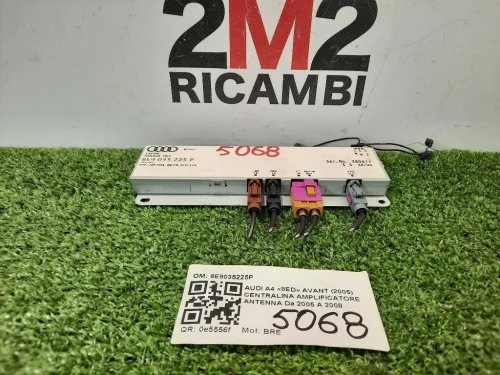 2M2
RICAMBI
8E9 035 225 P
5068
OM: 8E9035225P
AUDI A4 «8ED» AVANT (2005)
CENTRALINA AMPLIFICATORE
ANTENNA Da 2005 A 2008
5068
QR: 0e5556f Mot: BRE